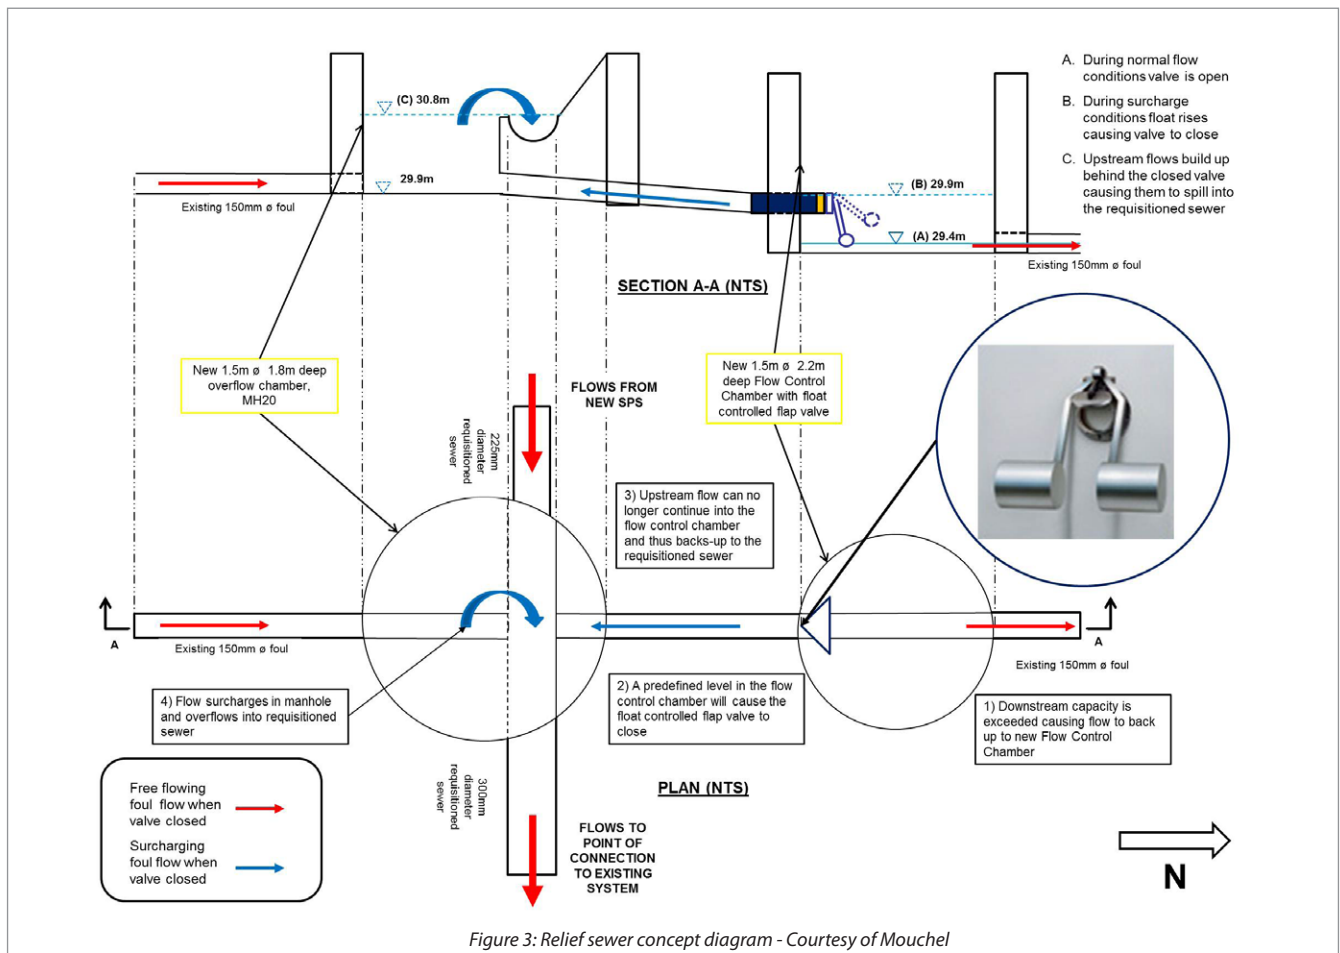 (C) 30.8m
29.9m
Existing 150mm ø foul
(B) 29.9m
(A) 29.4m
Existing 150mm ø foul
A. During normal flow
conditions valve is open
B. During surcharge
conditions float rises
causing valve to close
C. Upstream flows build up
behind the closed valve
causing them to spill into
the requisitioned sewer
SECTION A-A (NTS)
New 1.5m ø 1.8m deep
overflow chamber,
MH20
FLOWS FROM
NEW SPS
225mm
diameter
requisitioned
sewer
New 1.5m ø 2.2m
deep Flow Control
Chamber with float
controlled flap valve
3) Upstream flow can no
longer continue into the
flow control chamber
and thus backs-up to the
requisitioned sewer
A
Existing 150mm ø foul
A
Existing 150mm ø foul
4) Flow surcharges in manhole
and overflows into requisitioned
sewer
2) A predefined level in the flow
control chamber will cause the
float controlled flap valve to
close
1) Downstream capacity is
exceeded causing flow to back
up to new Flow Control
Chamber
300mm
diameter
requisitioned
sewer
PLAN (NTS)
Free flowing
foul flow when
valve closed
Surcharging
foul flow when
valve closed
FLOWS TO
POINT OF
CONNECTION
TO EXISTING
SYSTEM
N
Figure 3: Relief sewer concept diagram - Courtesy of Mouchel